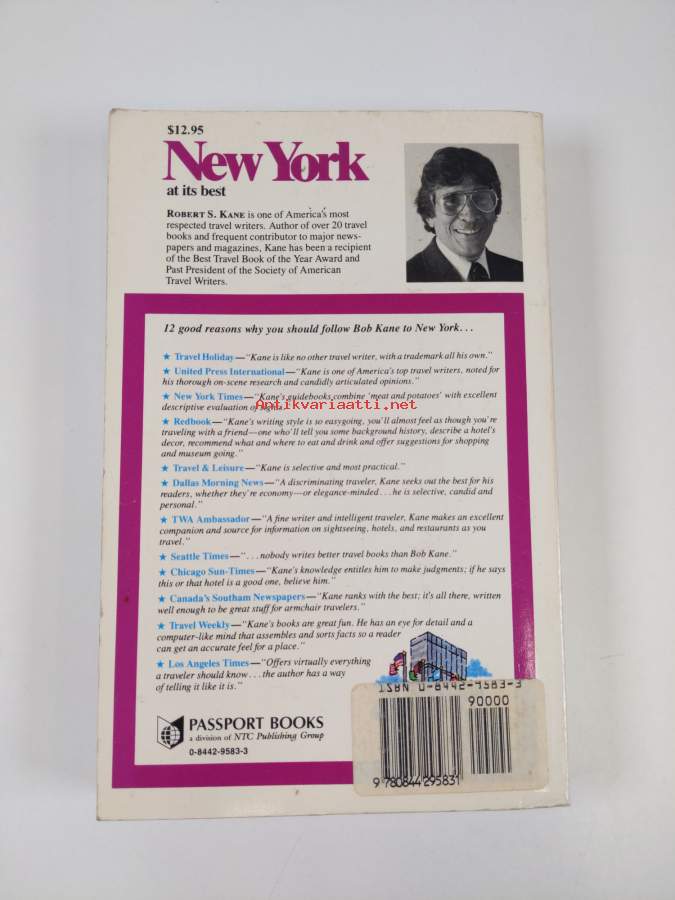 $12.95
New York
at its best
ROBERT S. KANE is one of America's most
respected travel writers. Author of over 20 travel
books and frequent contributor to major news-
papers and magazines, Kane has been a recipient
of the Best Travel Book of the Year Award and
Past President of the Society of American
Travel Writers.
12 good reasons why you should follow Bob Kane to New York...
★ Travel Holiday—"Kane is like no other travel writer, with a trademark all his own."
★ United Press International—"Kane is one of America's top travel writers, noted for
his thorough on-scene research and candidly articulated opinions."
★ New York Times—"Kane's guidebooks combine 'meat and potatoes' with excellent
descriptive evaluation of sights."
Antikvariaatti.net
★ Redbook—"Kane's writing style is so easygoing, you'll almost feel as though you're
traveling with a friend—one who'll tell you some background history, describe a hotel's
decor, recommend what and where to eat and drink and offer suggestions for shopping
and museum going."
★ Travel & Leisure—"Kane is selective and most practical."
★ Dallas Morning News—"A discriminating traveler, Kane seeks out the best for his
readers, whether they're economy—or elegance-minded...he is selective, candid and
personal."
★ TWA Ambassador—"A fine writer and intelligent traveler, Kane makes an excellent
companion and source for information on sightseeing, hotels, and restaurants as you
travel."
★ Seattle Times—"...nobody writes better travel books than Bob Kane."
★ Chicago Sun-Times—"Kane's knowledge entitles him to make judgments; if he says
this or that hotel is a good one, believe him."
★ Canada's Southam Newspapers—"Kane ranks with the best; it's all there, written
well enough to be great stuff for armchair travelers."
★ Travel Weekly—"Kane's books are great fun. He has an eye for detail and a
computer-like mind that assembles and sorts facts so a reader
can get an accurate feel for a place."
★ Los Angeles Times—"Offers virtually everything
a traveler should know...the author has a way
of telling it like it is."
PASSPORT BOOKS
a division of NTC Publishing Group
0-8442-9583-3
ISBN 0-8442-9583-3
90000
9 780844 295831